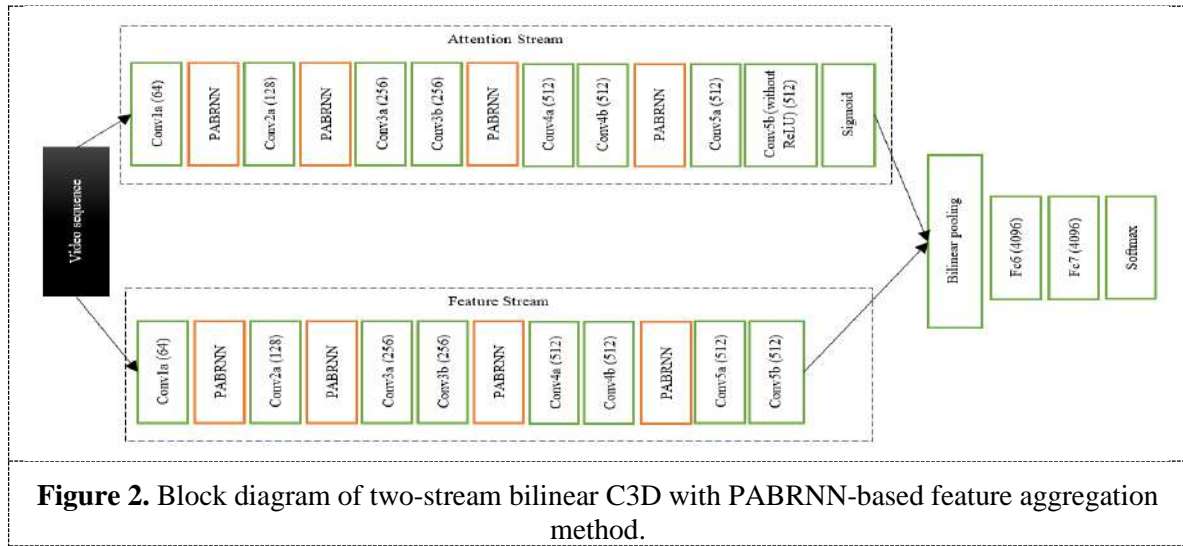 Attention Stream
Conv1a (64)
PABRNN
Conv2a (128)
PABRNN
Conv3a (256)
Conv3b (256)
PABRNN
Conv4a (512)
Conv4b (512)
PABRNN
Conv5a (512)
Conv5b (without
ReLU) (512)
Sigmoid
Video sequence
Feature Stream
Conv1a (64)
PABRNN
Conv2a (128)
PABRNN
Conv3a (256)
Conv3b (256)
PABRNN
Conv4a (512)
Conv4b (512)
PABRNN
Conv5a (512)
Conv5b (512)
Bilinear pooling
Fc6 (4096)
Fc7 (4096)
Softmax
Figure 2. Block diagram of two-stream bilinear C3D with PABRNN-based feature aggregation
method.